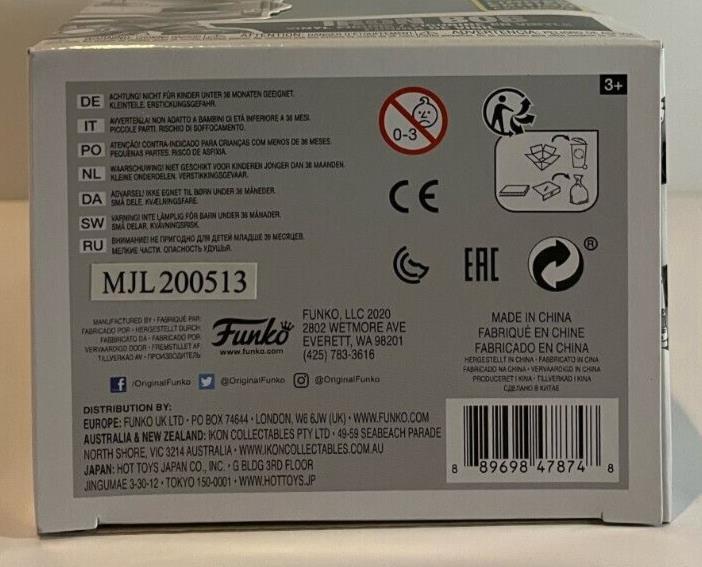 3+
DE ACHTUNG! NICHT FÜR KINDER UNTER 36 MONATEN GEEIGNET.
KLEINTEILE. ERSTICKUNGSGEFAHR.
IT AVVERTENZA! NON ADATTO A BAMBINI DI ETÀ INFERIORE A 36 MESI.
PICCOLE PARTI. RISCHIO DI SOFFOCAMENTO.
PO ATENÇÃO! CONTRA-INDICADO PARA CRIANÇAS COM MENOS DE 36 MESES.
PEQUENAS PARTES. RISCO DE ASFIXIA.
NL WAARSCHUWING! NIET GESCHIKT VOOR KINDEREN JONGER DAN 36 MAANDEN.
KLEINE ONDERDELEN. VERSTIKKINGSGEVAAR.
DA ADVARSEL! IKKE EGNET TIL BØRN UNDER 36 MÅNEDER.
SMÅ DELE. KVÆLNINGSFARE.
SW VARNING! INTE LÄMPLIG FÖR BARN UNDER 36 MÅNADER.
SMÅ DELAR. KVÄVNINGSRISK.
RU ВНИМАНИЕ! НЕ ПРИГОДНО ДЛЯ ДЕТЕЙ МЛАДШЕ 36 МЕСЯЦЕВ.
МЕЛКИЕ ЧАСТИ. ОПАСНОСТЬ УДУШЬЯ.
0-3
CE
EAC
®
MJL 200513
MANUFACTURED BY • FABRIQUÉ PAR
FABRICADO POR • HERGESTELLT DURCH
FABBRICATO DA • FABRICADO POR
VERVAARDIGD DOOR • FREMSTILLET AF
TILLVERKAD AV • ПРОИЗВОДИТЕЛЬ
Funko
www.funko.com
FUNKO, LLC 2020
2802 WETMORE AVE
EVERETT, WA 98201
(425) 783-3616
MADE IN CHINA
FABRIQUÉ EN CHINE
FABRICADO EN CHINA
HERGESTELLT IN CHINA • FABBRICATO IN CINA
FABRICADO NA CHINA • VERVAARDIGD IN CHINA
PRODUCERET I KINA • TILLVERKAD I KINA
СДЕЛАНО В КИТАЕ
/OriginalFunko @OriginalFunko @OriginalFunko
DISTRIBUTION BY:
EUROPE: FUNKO UK LTD • PO BOX 74644 • LONDON, W6 6JW (UK) • WWW.FUNKO.COM
AUSTRALIA & NEW ZEALAND: IKON COLLECTABLES PTY LTD • 49-59 SEABEACH PARADE
NORTH SHORE, VIC 3214 AUSTRALIA • WWW.IKONCOLLECTABLES.COM.AU
JAPAN: HOT TOYS JAPAN CO., INC. • G BLDG 3RD FLOOR
JINGUMAE 3-30-12 • TOKYO 150-0001 • WWW.HOTTOYS.JP
8 89698 47874 8